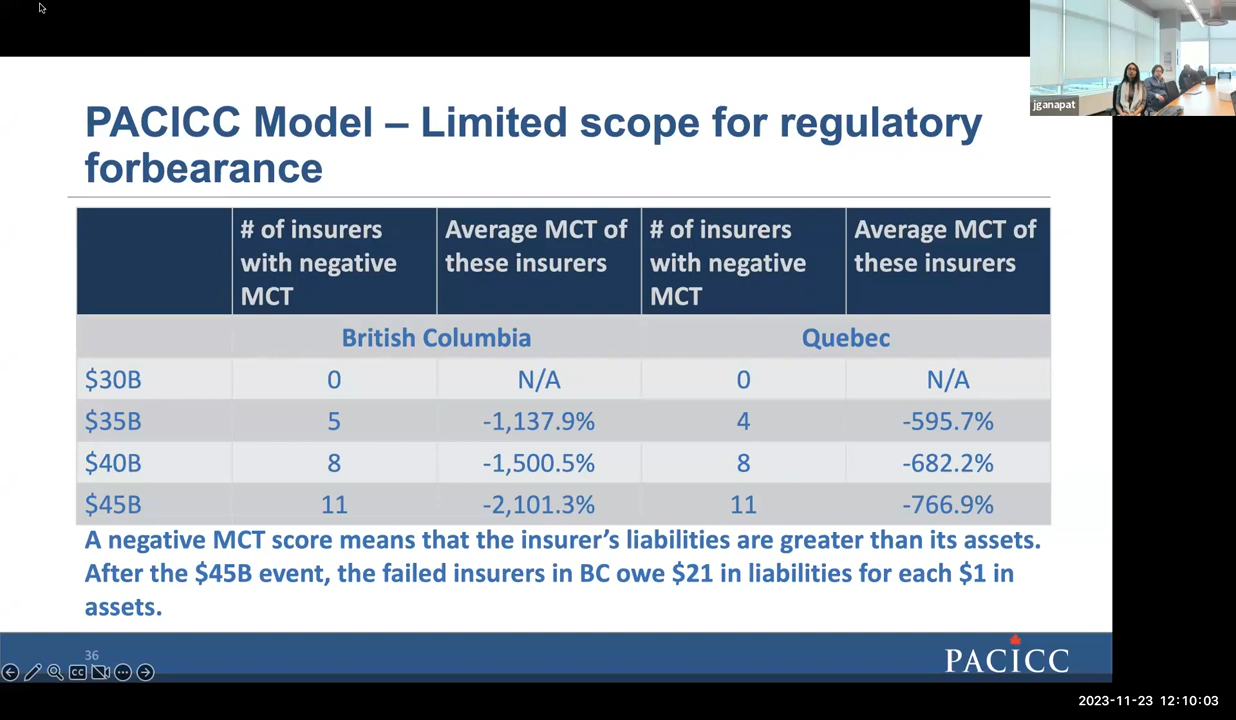 jganapat
PACICC Model – Limited scope for regulatory
forbearance
# of insurers with negative MCT
Average MCT of these insurers
# of insurers with negative MCT
Average MCT of these insurers
British Columbia Quebec
$30B 0 N/A 0 N/A
$35B 5 -1,137.9% 4 -595.7%
$40B 8 -1,500.5% 8 -682.2%
$45B 11 -2,101.3% 11 -766.9%
A negative MCT score means that the insurer’s liabilities are greater than its assets.
After the $45B event, the failed insurers in BC owe $21 in liabilities for each $1 in
assets.
36
CC
PACICC
2023-11-23 12:10:03